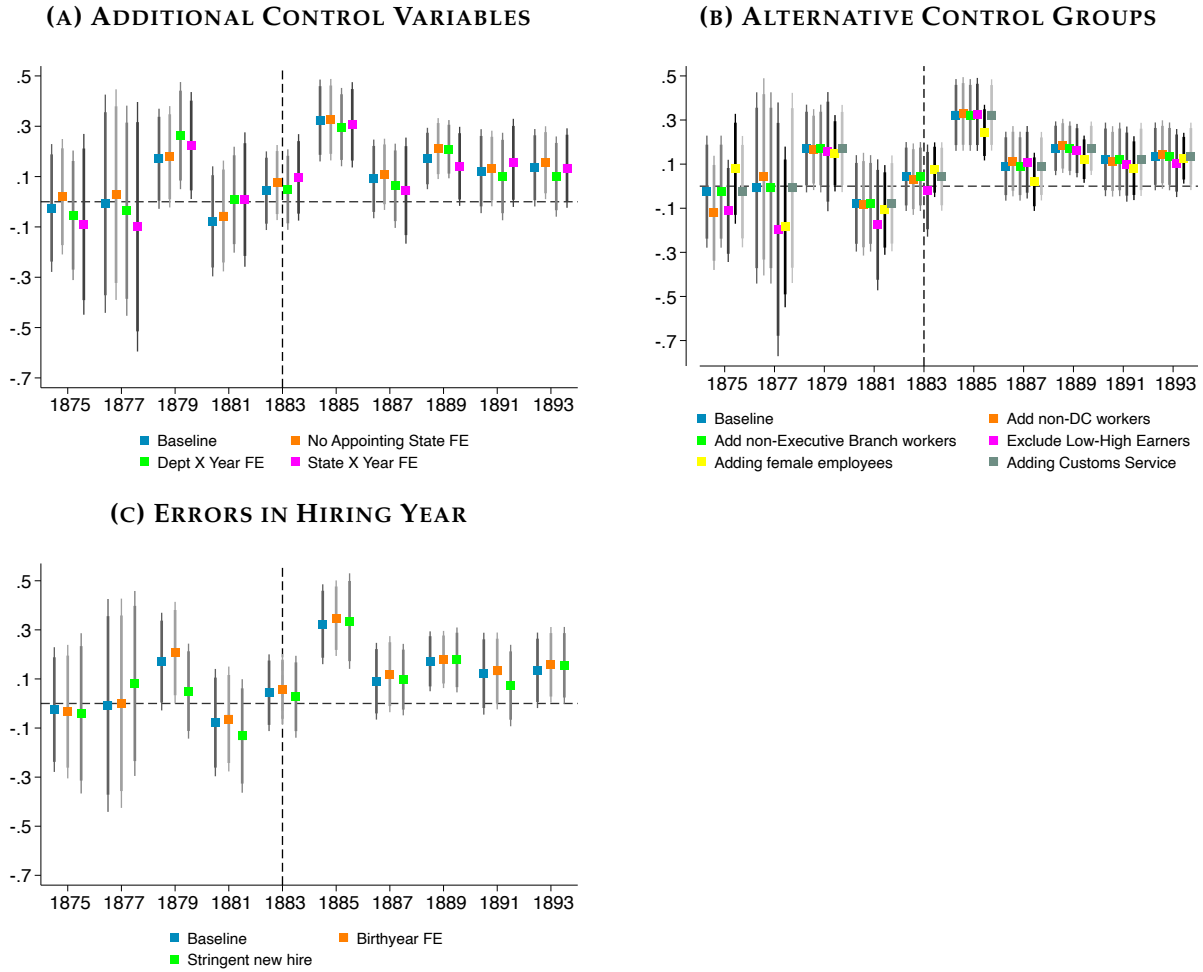 (A) ADDITIONAL CONTROL VARIABLES
.5
.3
.1
-.1
-.3
-.5
-.7
1875 1877 1879 1881 1883 1885 1887 1889 1891 1893
Baseline No Appointing State FE
Dept X Year FE State X Year FE
(B) ALTERNATIVE CONTROL GROUPS
.5
.3
.1
-.1
-.3
-.5
-.7
1875 1877 1879 1881 1883 1885 1887 1889 1891 1893
Baseline Add non-DC workers
Add non-Executive Branch workers Exclude Low-High Earners
Adding female employees Adding Customs Service
(C) ERRORS IN HIRING YEAR
.5
.3
.1
-.1
-.3
-.5
-.7
1875 1877 1879 1881 1883 1885 1887 1889 1891 1893
Baseline Birthyear FE
Stringent new hire